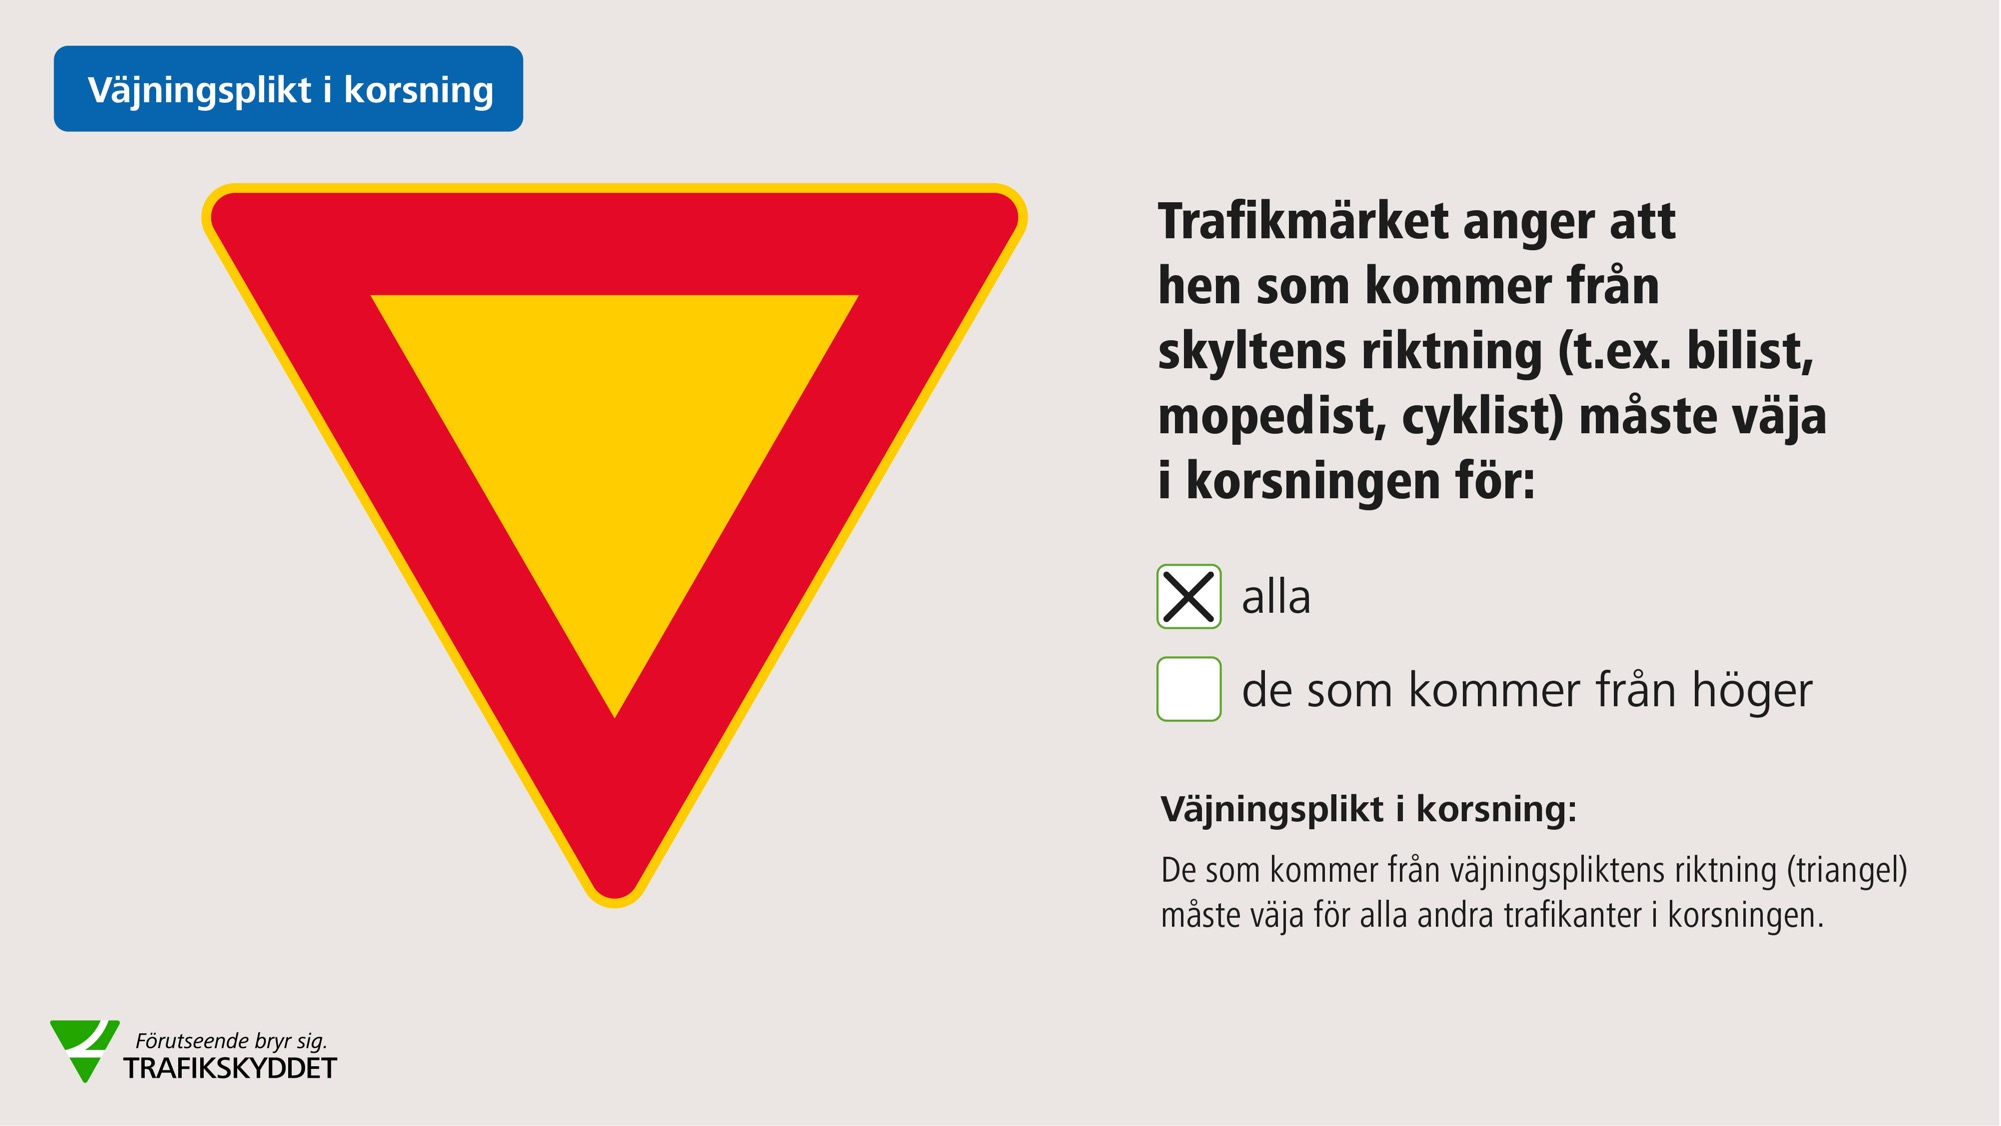 Väjningsplikt i korsning
Trafikmärket anger att
hen som kommer från
skyltens riktning (t.ex. bilist,
mopedist, cyklist) måste väja
i korsningen för:
alla
de som kommer från höger
Väjningsplikt i korsning:
De som kommer från väjningspliktens riktning (triangel)
måste väja för alla andra trafikanter i korsningen.
Förutseende bryr sig.
TRAFIKSKYDDET